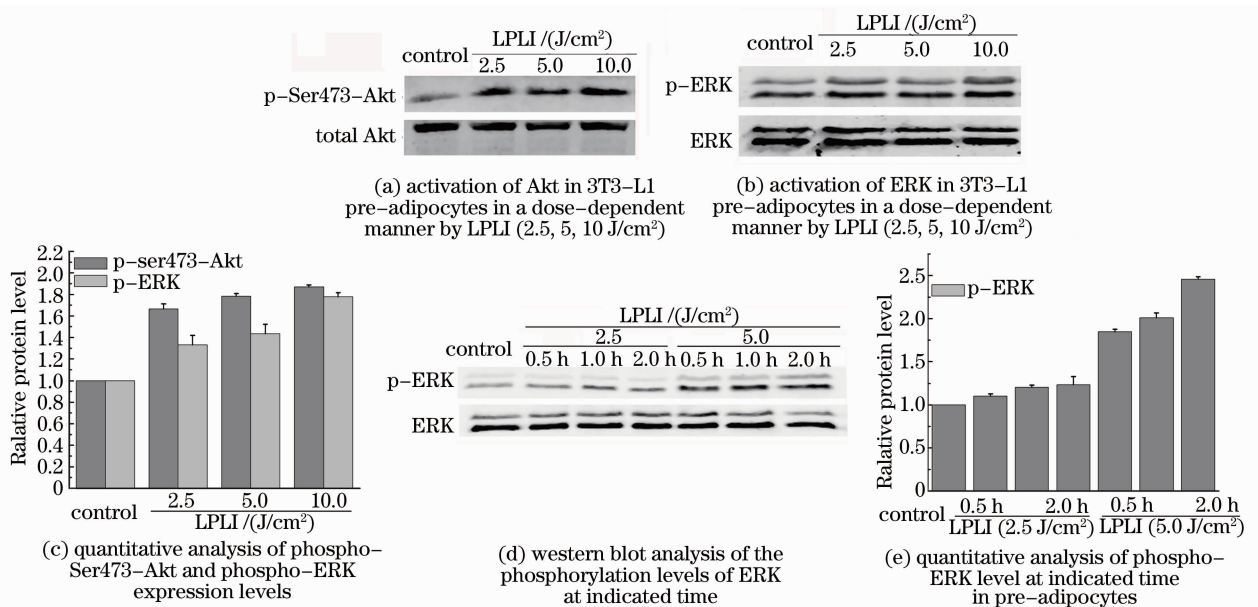 LPLI /(J/cm²)
control 2.5 5.0 10.0
p-Ser473-Akt
total Akt
(a) activation of Akt in 3T3-L1
pre-adipocytes in a dose-dependent
manner by LPLI (2.5, 5, 10 J/cm²)
LPLI /(J/cm²)
control 2.5 5.0 10.0
p-ERK
ERK
(b) activation of ERK in 3T3-L1
pre-adipocytes in a dose-dependent
manner by LPLI (2.5, 5, 10 J/cm²)
Ralative protein level
2.2
2.0
1.8
1.6
1.4
1.2
1.0
0.8
0.6
0.4
0.2
0
p-ser473-Akt
p-ERK
control 2.5 5.0 10.0
LPLI /(J/cm²)
(c) quantitative analysis of phospho-
Ser473-Akt and phospho-ERK
expression levels
LPLI /(J/cm²)
2.5 5.0
control 0.5 h 1.0 h 2.0 h 0.5 h 1.0 h 2.0 h
p-ERK
ERK
(d) western blot analysis of the
phosphorylation levels of ERK
at indicated time
Ralative protein level
2.5
2.0
1.5
1.0
0.5
0
p-ERK
0.5 h 2.0 h 0.5 h 2.0 h
control LPLI (2.5 J/cm²) LPLI (5.0 J/cm²)
(e) quantitative analysis of phospho-
ERK level at indicated time
in pre-adipocytes